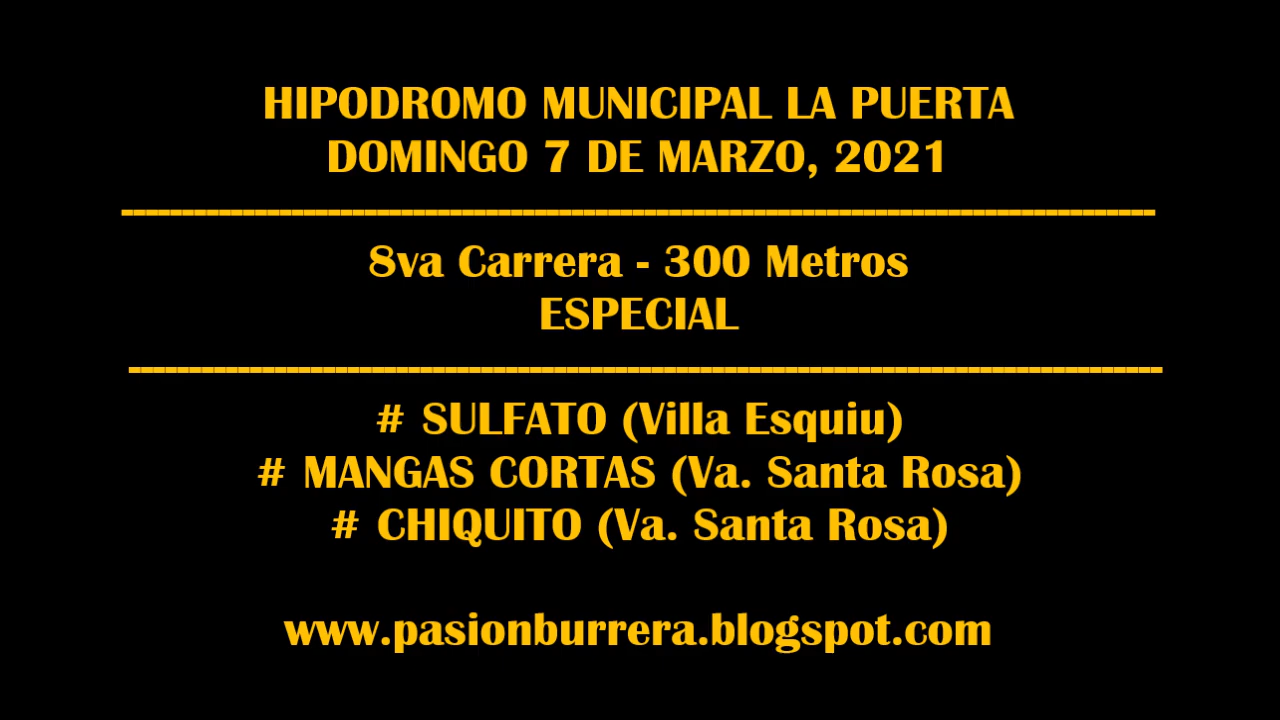 HIPODROMO MUNICIPAL LA PUERTA
DOMINGO 7 DE MARZO, 2021
8va Carrera - 300 Metros
ESPECIAL
# SULFATO (Villa Esquiu)
# MANGAS CORTAS (Va. Santa Rosa)
# CHIQUITO (Va. Santa Rosa)
www.pasionburrera.blogspot.com